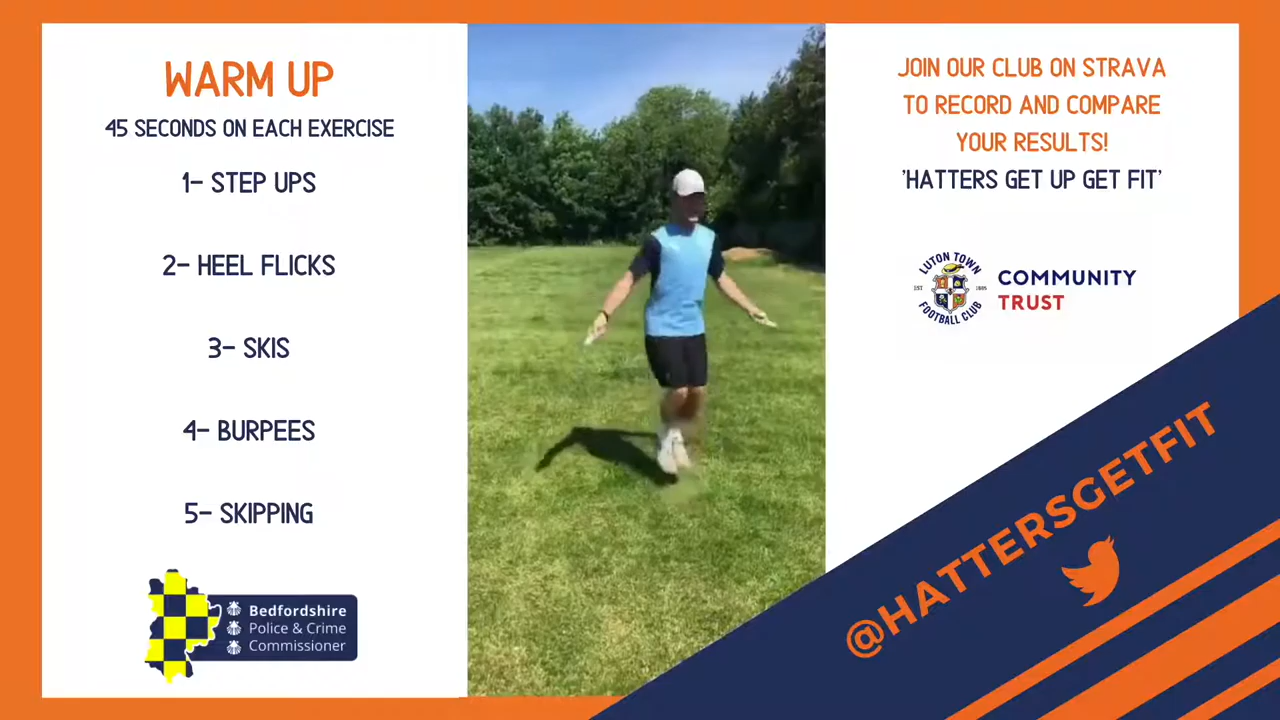 WARM UP
45 SECONDS ON EACH EXERCISE
1- STEP UPS
2- HEEL FLICKS
3- SKIS
4- BURPEES
5- SKIPPING
Bedfordshire
Police & Crime
Commissioner
JOIN OUR CLUB ON STRAVA
TO RECORD AND COMPARE
YOUR RESULTS!
'HATTERS GET UP GET FIT'
LUTON TOWN
EST 1885
FOOTBALL CLUB
COMMUNITY
TRUST
@HATTERSGETFIT